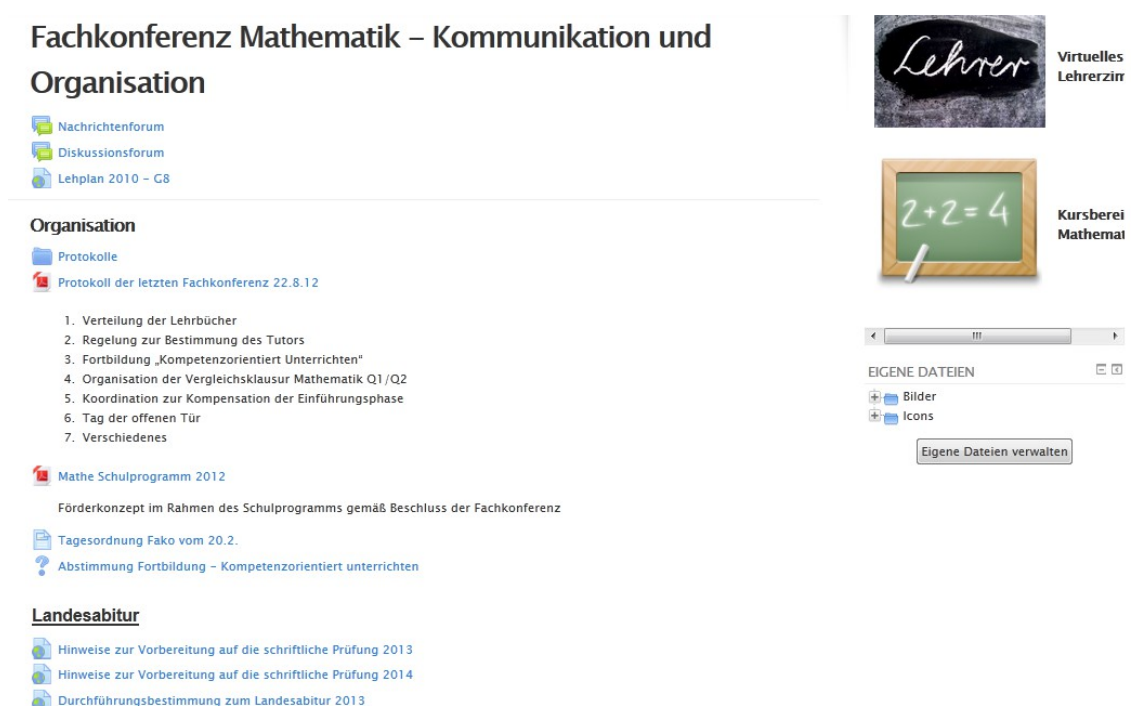 Fachkonferenz Mathematik – Kommunikation und
Organisation
Nachrichtenforum
Diskussionsforum
Lehplan 2010 – G8
Organisation
Protokolle
Protokoll der letzten Fachkonferenz 22.8.12
1. Verteilung der Lehrbücher
2. Regelung zur Bestimmung des Tutors
3. Fortbildung „Kompetenzorientiert Unterrichten"
4. Organisation der Vergleichsklausur Mathematik Q1/Q2
5. Koordination zur Kompensation der Einführungsphase
6. Tag der offenen Tür
7. Verschiedenes
Mathe Schulprogramm 2012
Förderkonzept im Rahmen des Schulprogramms gemäß Beschluss der Fachkonferenz
Tagesordnung Fako vom 20.2.
Abstimmung Fortbildung – Kompetenzorientiert unterrichten
Landesabitur
Hinweise zur Vorbereitung auf die schriftliche Prüfung 2013
Hinweise zur Vorbereitung auf die schriftliche Prüfung 2014
Durchführungsbestimmung zum Landesabitur 2013
Lehrer
Virtuelles
Lehrerzim
2+2=4
Kursberei
Mathemat
EIGENE DATEIEN
Bilder
Icons
Eigene Dateien verwalten